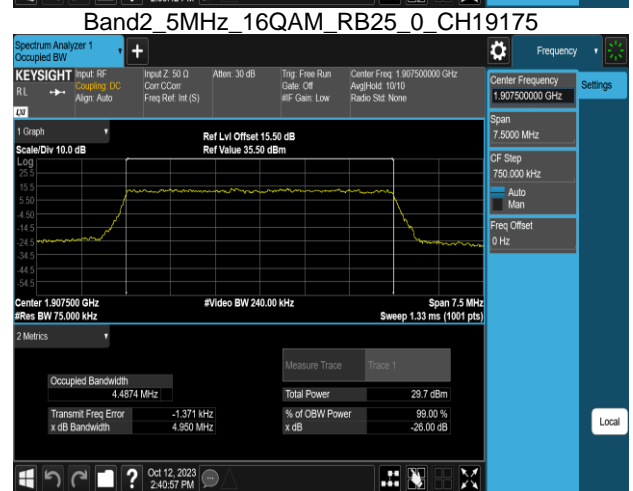 Band2_5MHz_16QAM_RB25_0_CH19175
Spectrum Analyzer 1
Occupied BW
Frequency
KEYSIGHT
RL
LXI
Input: RF
Coupling: DC
Align: Auto
Input Z: 50 Ω
Corr CCorr
Freq Ref: Int (S)
Atten: 30 dB
Trig: Free Run
Gate: Off
#IF Gain: Low
Center Freq: 1.907500000 GHz
Avg|Hold: 10/10
Radio Std: None
Center Frequency
1.907500000 GHz
Settings
Span
7.5000 MHz
CF Step
750.000 kHz
Auto
Man
Freq Offset
0 Hz
1 Graph
Scale/Div 10.0 dB
Ref Lvl Offset 15.50 dB
Ref Value 35.50 dBm
Log
25.5
15.5
5.50
-4.50
-14.5
-24.5
-34.5
-44.5
-54.5
Center 1.907500 GHz
#Video BW 240.00 kHz
Span 7.5 MHz
#Res BW 75.000 kHz
Sweep 1.33 ms (1001 pts)
2 Metrics
Measure Trace
Trace 1
Occupied Bandwidth
4.4874 MHz
Total Power
29.7 dBm
Transmit Freq Error
-1.371 kHz
% of OBW Power
99.00 %
x dB Bandwidth
4.950 MHz
x dB
-26.00 dB
Local
?
Oct 12, 2023
2:40:57 PM